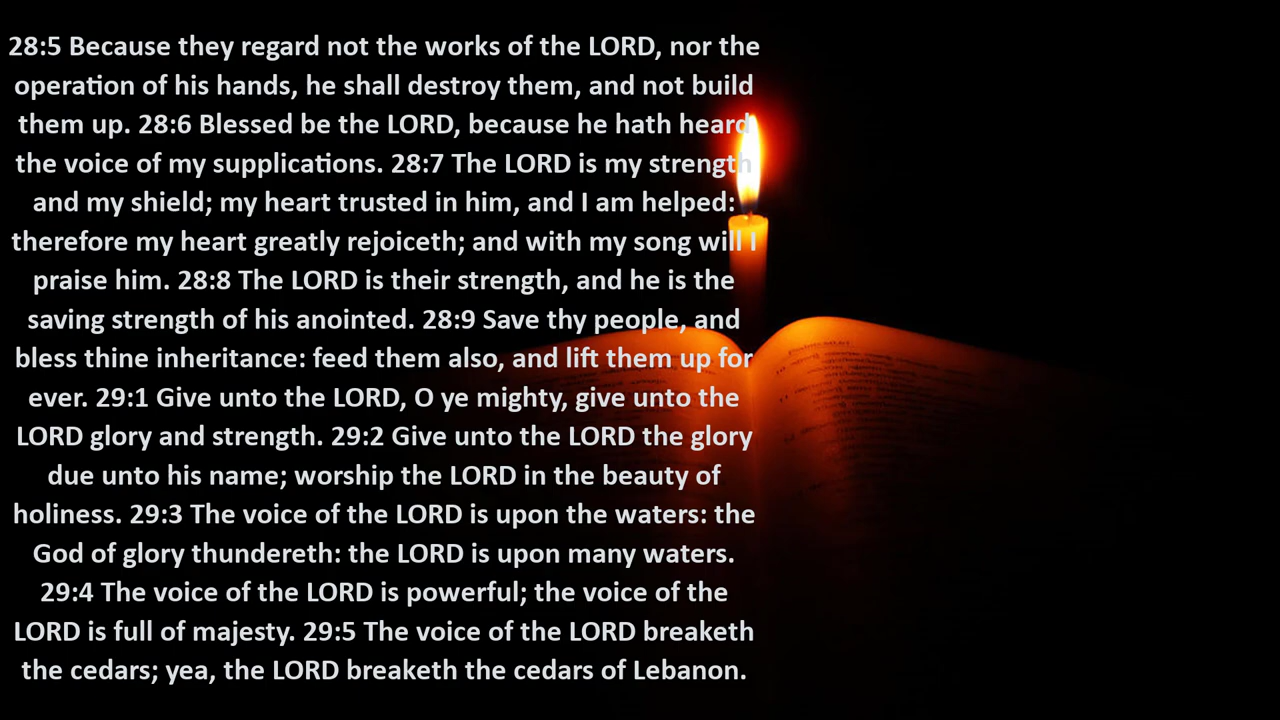 28:5 Because they regard not the works of the LORD, nor the
operation of his hands, he shall destroy them, and not build
them up. 28:6 Blessed be the LORD, because he hath heard
the voice of my supplications. 28:7 The LORD is my strength
and my shield; my heart trusted in him, and I am helped:
therefore my heart greatly rejoiceth; and with my song will I
praise him. 28:8 The LORD is their strength, and he is the
saving strength of his anointed. 28:9 Save thy people, and
bless thine inheritance: feed them also, and lift them up for
ever. 29:1 Give unto the LORD, O ye mighty, give unto the
LORD glory and strength. 29:2 Give unto the LORD the glory
due unto his name; worship the LORD in the beauty of
holiness. 29:3 The voice of the LORD is upon the waters: the
God of glory thundereth: the LORD is upon many waters.
29:4 The voice of the LORD is powerful; the voice of the
LORD is full of majesty. 29:5 The voice of the LORD breaketh
the cedars; yea, the LORD breaketh the cedars of Lebanon.